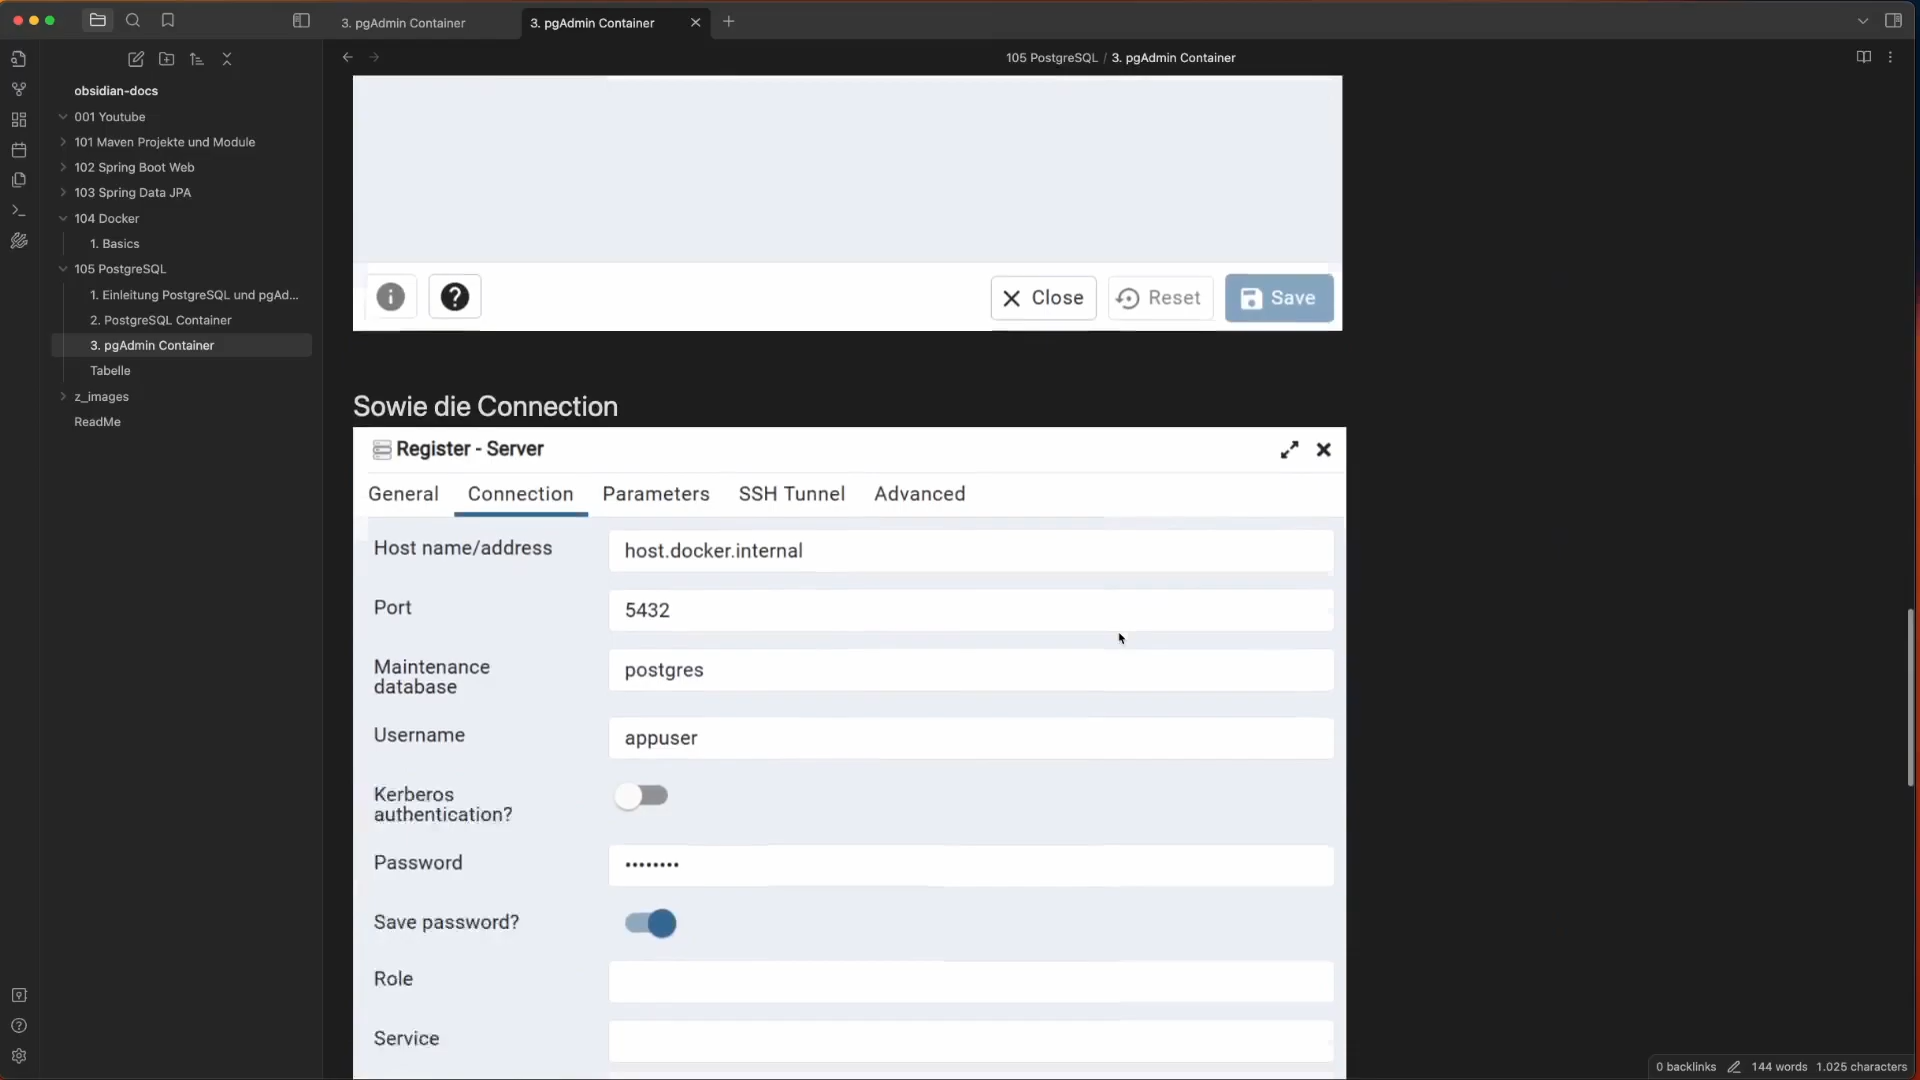 3. pgAdmin Container
3. pgAdmin Container
105 PostgreSQL / 3. pgAdmin Container
obsidian-docs
001 Youtube
101 Maven Projekte und Module
102 Spring Boot Web
103 Spring Data JPA
104 Docker
1. Basics
105 PostgreSQL
1. Einleitung PostgreSQL und pgAd...
2. PostgreSQL Container
3. pgAdmin Container
Tabelle
z_images
ReadMe
Close
Reset
Save
Sowie die Connection
Register - Server
General
Connection
Parameters
SSH Tunnel
Advanced
Host name/address
host.docker.internal
Port
5432
Maintenance
database
postgres
Username
appuser
Kerberos
authentication?
Password
••••••••
Save password?
Role
Service
0 backlinks
144 words
1.025 characters